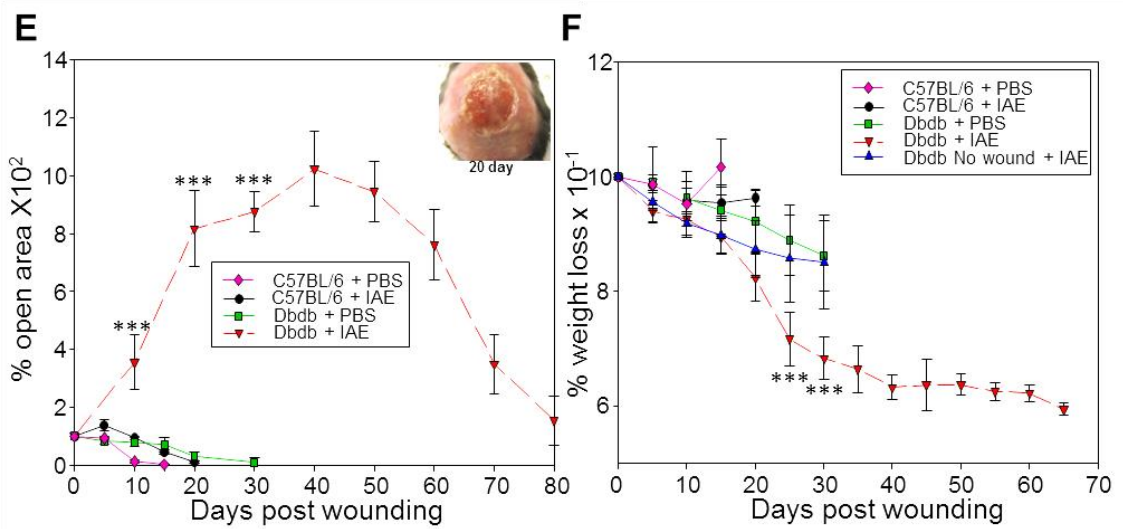 E
14
12
10
8
6
4
2
0
% open area X10²
0 10 20 30 40 50 60 70 80
Days post wounding
***
***
***
20 day
C57BL/6 + PBS
C57BL/6 + IAE
Dbdb + PBS
Dbdb + IAE
F
12
10
8
6
% weight loss x 10⁻¹
0 10 20 30 40 50 60 70
Days post wounding
C57BL/6 + PBS
C57BL/6 + IAE
Dbdb + PBS
Dbdb + IAE
Dbdb No wound + IAE
***
***